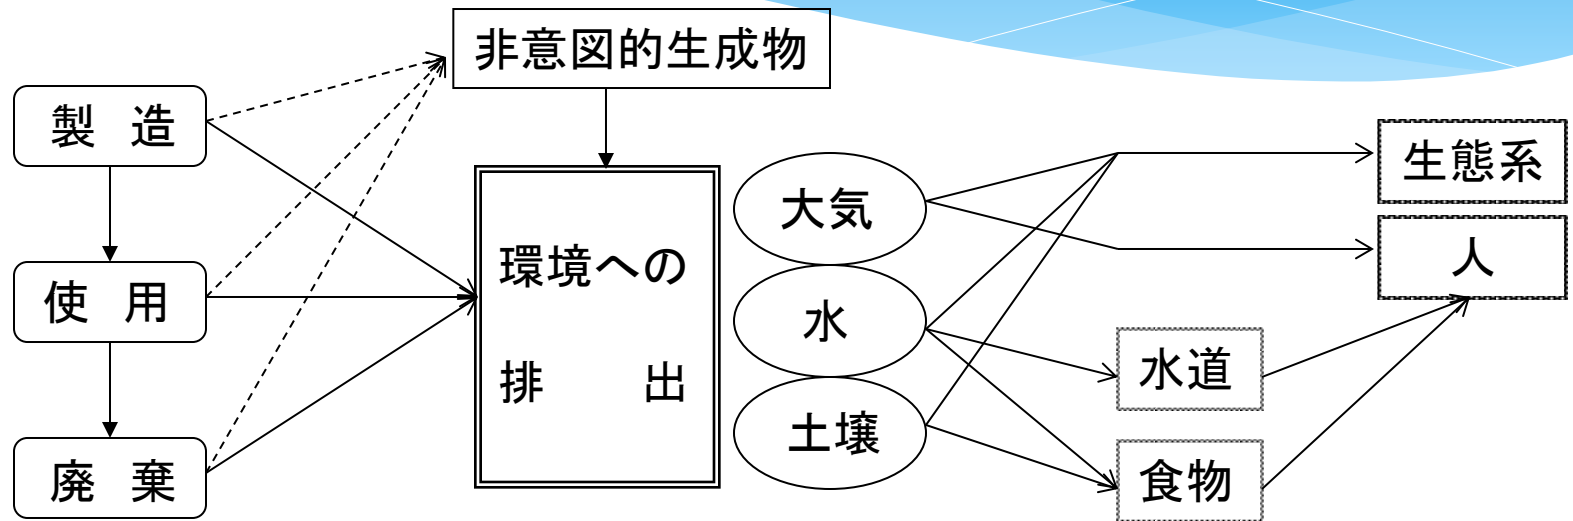 非意図的生成物
製 造
使 用
廃 棄
環境への
排 出
大気
水
土壌
生態系
人
水道
食物